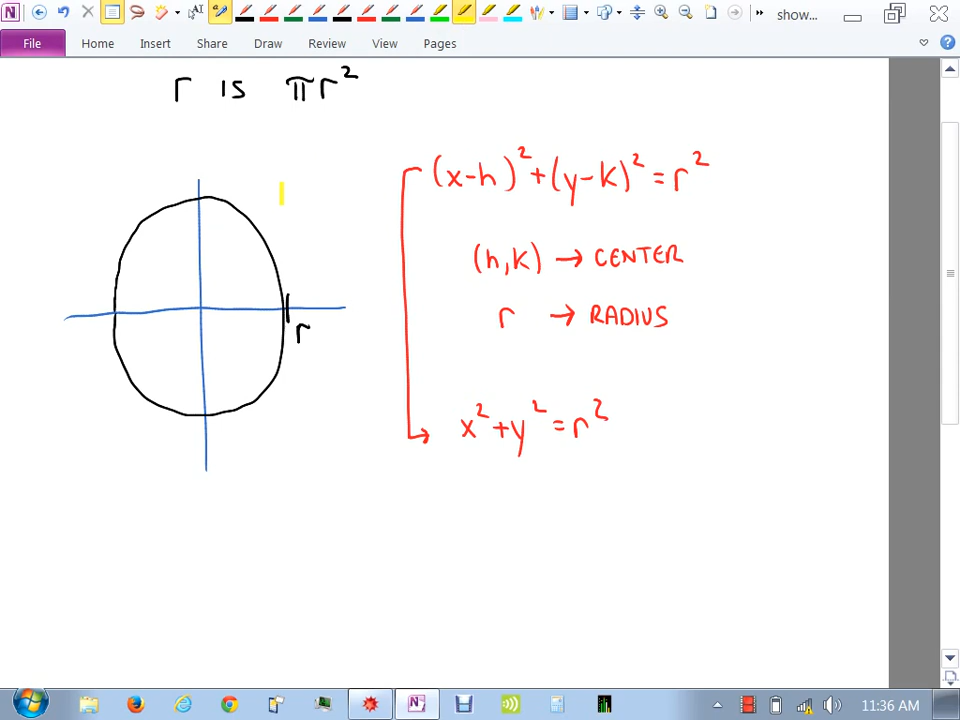 show...
File
Home
Insert
Share
Draw
Review
View
Pages
r is πr²
(x-h)²+(y-k)²=r²
(h,k) → CENTER
r → RADIUS
r
x²+y²=r²
11:36 AM